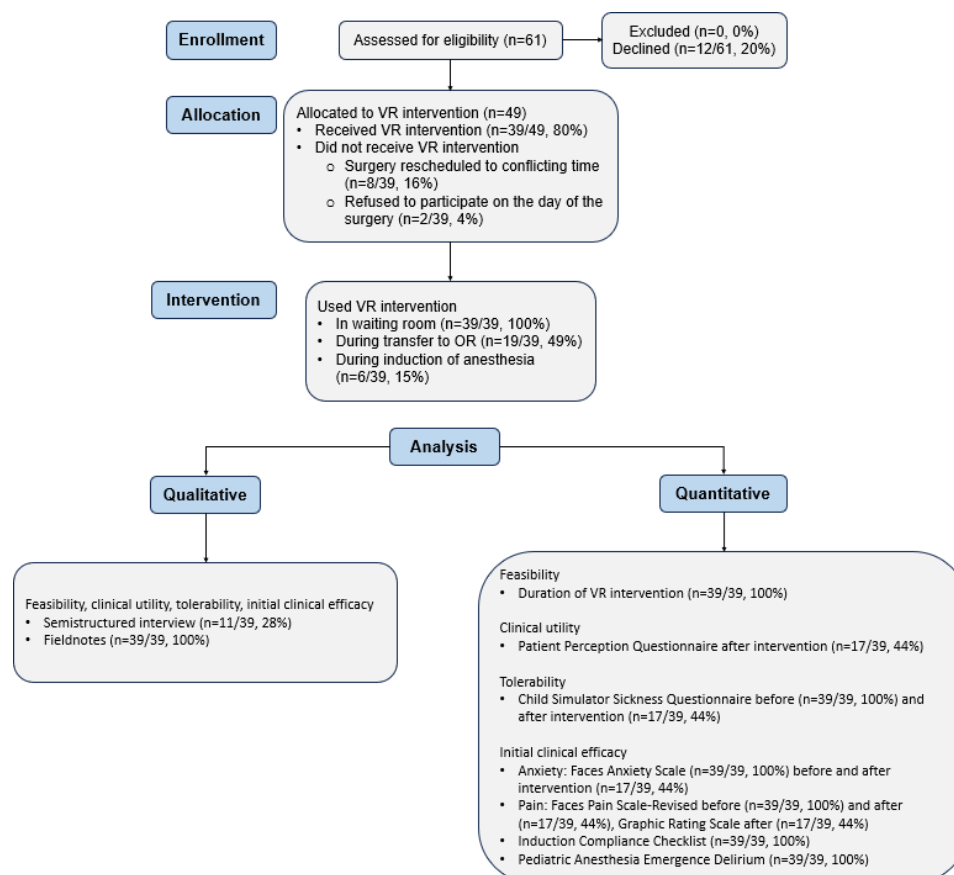 Enrollment
Assessed for eligibility (n=61)
Excluded (n=0, 0%)
Declined (n=12/61, 20%)
Allocation
Allocated to VR intervention (n=49)
• Received VR intervention (n=39/49, 80%)
• Did not receive VR intervention
o Surgery rescheduled to conflicting time
(n=8/39, 16%)
o Refused to participate on the day of the
surgery (n=2/39, 4%)
Intervention
Used VR intervention
• In waiting room (n=39/39, 100%)
• During transfer to OR (n=19/39, 49%)
• During induction of anesthesia
(n=6/39, 15%)
Analysis
Qualitative
Quantitative
Feasibility, clinical utility, tolerability, initial clinical efficacy
• Semistructured interview (n=11/39, 28%)
• Fieldnotes (n=39/39, 100%)
Feasibility
• Duration of VR intervention (n=39/39, 100%)
Clinical utility
• Patient Perception Questionnaire after intervention (n=17/39, 44%)
Tolerability
• Child Simulator Sickness Questionnaire before (n=39/39, 100%) and
after intervention (n=17/39, 44%)
Initial clinical efficacy
• Anxiety: Faces Anxiety Scale (n=39/39, 100%) before and after
intervention (n=17/39, 44%)
• Pain: Faces Pain Scale-Revised before (n=39/39, 100%) and after
(n=17/39, 44%), Graphic Rating Scale after (n=17/39, 44%)
• Induction Compliance Checklist (n=39/39, 100%)
• Pediatric Anesthesia Emergence Delirium (n=39/39, 100%)